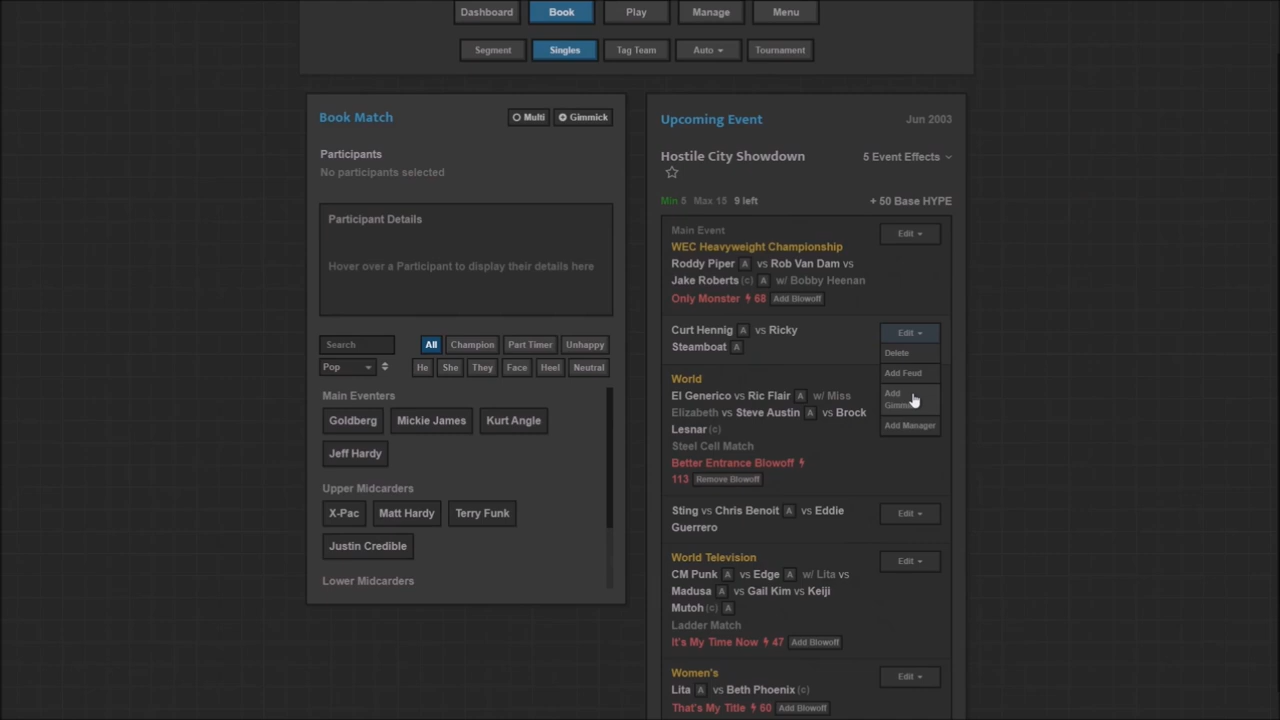 Dashboard Book Play Manage Menu
Segment Singles Tag Team Auto Tournament
Book Match Multi Gimmick
Participants
No participants selected
Participant Details
Hover over a Participant to display their details here
Search All Champion Part Timer Unhappy
Pop He She They Face Heel Neutral
Main Eventers
Goldberg Mickie James Kurt Angle
Jeff Hardy
Upper Midcarders
X-Pac Matt Hardy Terry Funk
Justin Credible
Lower Midcarders
Upcoming Event Jun 2003
Hostile City Showdown 5 Event Effects
Min 5 Max 15 9 left + 50 Base HYPE
Main Event Edit
WEC Heavyweight Championship
Roddy Piper A vs Rob Van Dam vs
Jake Roberts (c) A w/ Bobby Heenan
Only Monster 68 Add Blowoff
Curt Hennig A vs Ricky Edit
Steamboat A
Delete
Add Feud
Add
Add Manager
World
El Generico vs Ric Flair A w/ Miss
Elizabeth vs Steve Austin A vs Brock
Lesnar (c)
Steel Cell Match
Better Entrance Blowoff
113 Remove Blowoff
Sting vs Chris Benoit A vs Eddie Edit
Guerrero
World Television Edit
CM Punk A vs Edge A w/ Lita vs
Madusa A vs Gail Kim vs Keiji
Mutoh (c) A
Ladder Match
It's My Time Now 47 Add Blowoff
Women's Edit
Lita A vs Beth Phoenix (c)
That's My Title 60 Add Blowoff